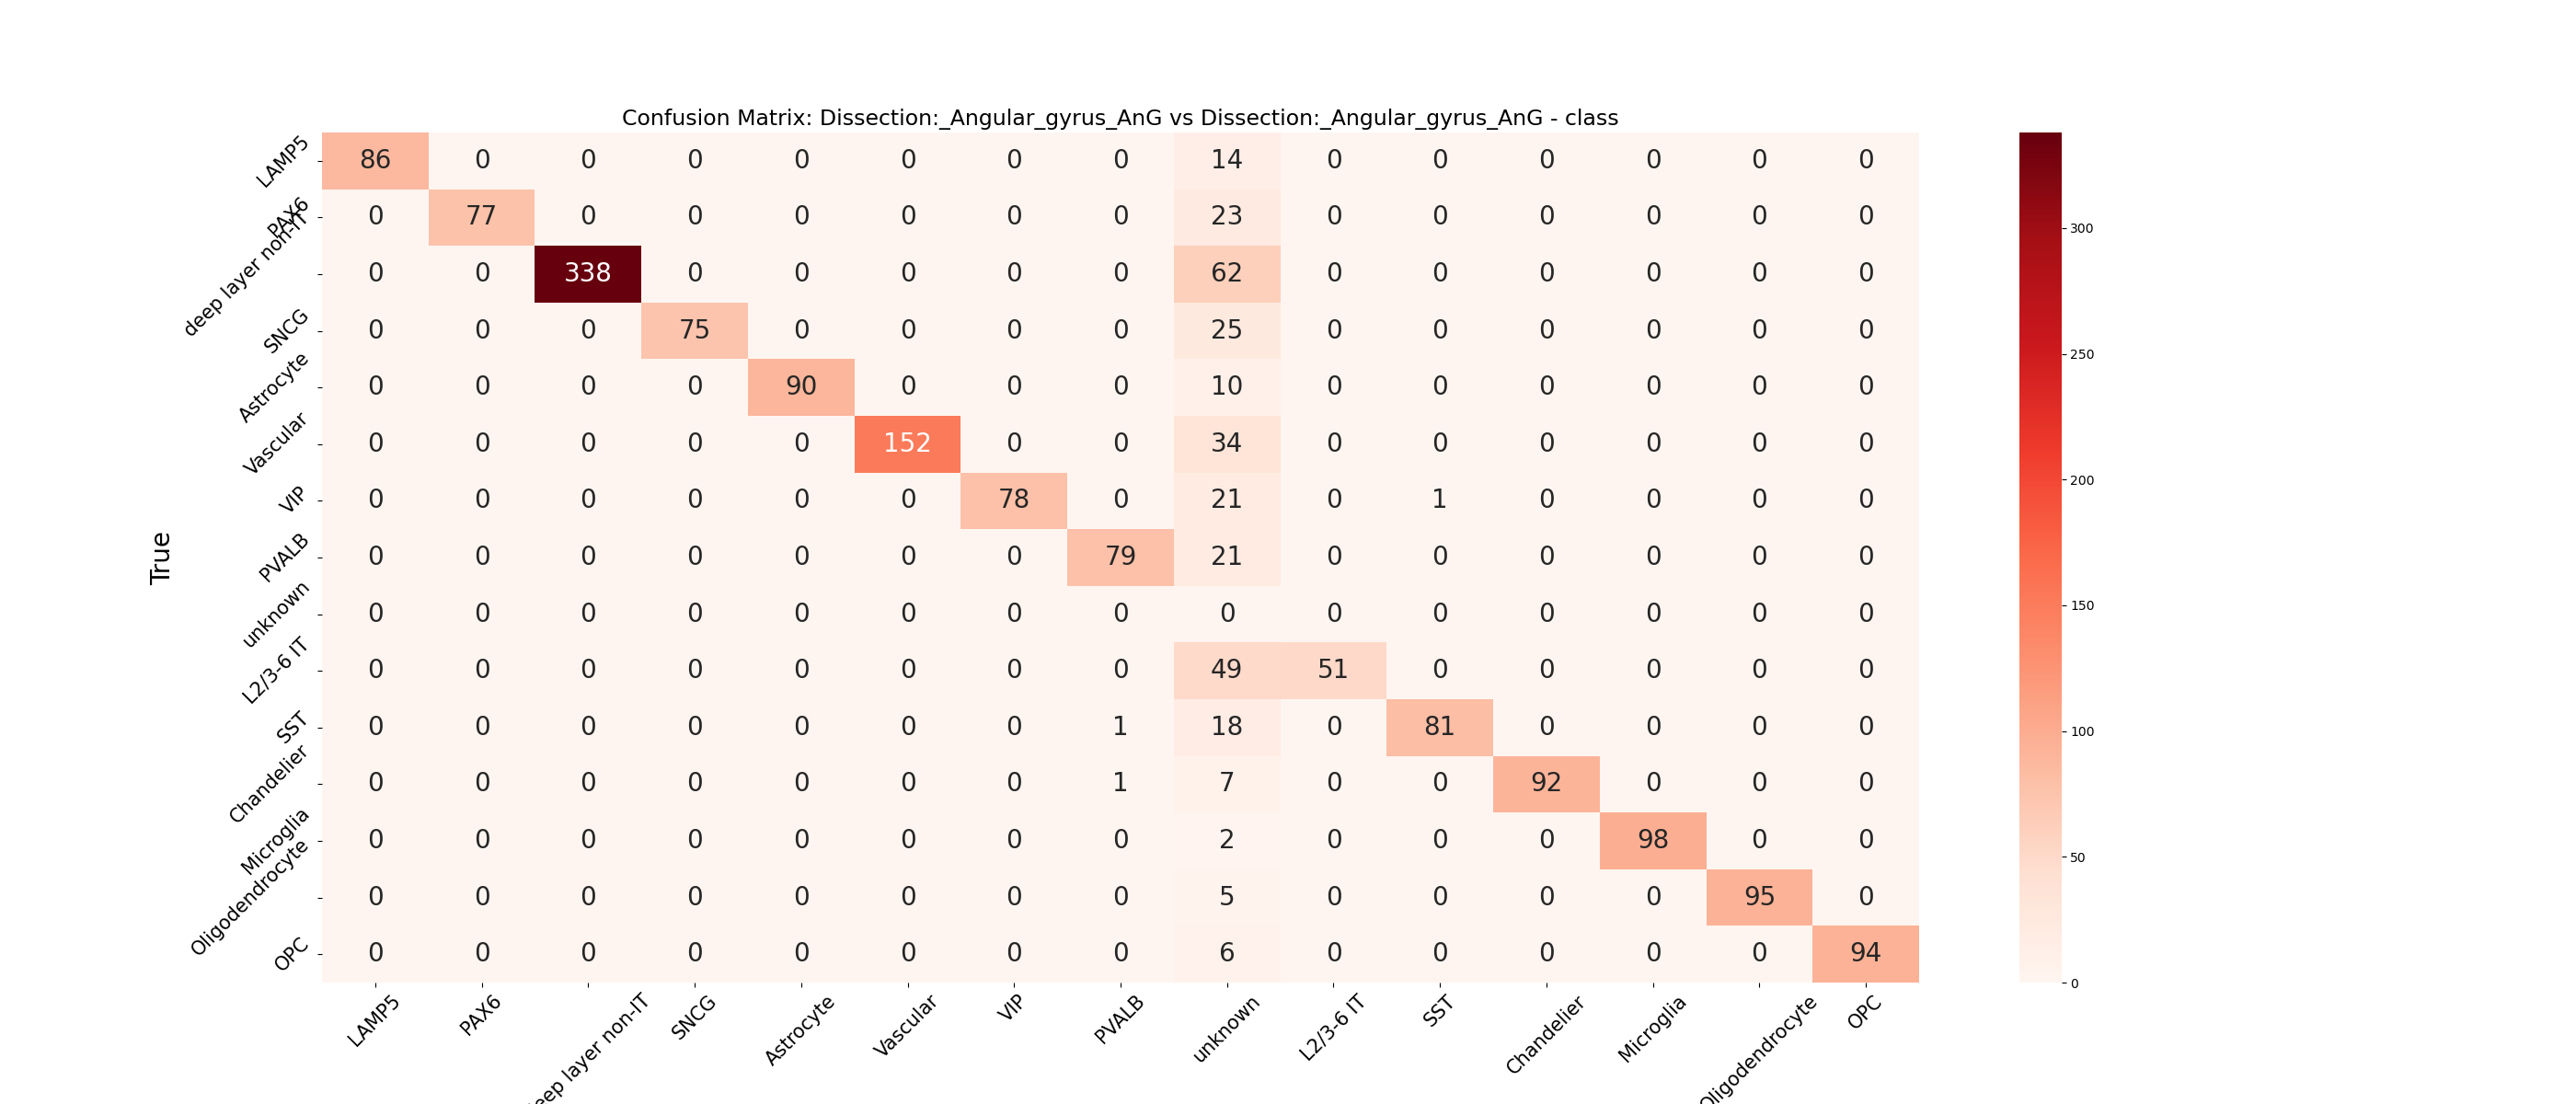 Confusion Matrix: Dissection:_Angular_gyrus_AnG vs Dissection:_Angular_gyrus_AnG - class
True
LAMP5 86 0 0 0 0 0 0 0 14 0 0 0 0 0 0
PAX6 0 77 0 0 0 0 0 0 23 0 0 0 0 0 0
deep layer non-IT 0 0 338 0 0 0 0 0 62 0 0 0 0 0 0
SNCG 0 0 0 75 0 0 0 0 25 0 0 0 0 0 0
Astrocyte 0 0 0 0 90 0 0 0 10 0 0 0 0 0 0
Vascular 0 0 0 0 0 152 0 0 34 0 0 0 0 0 0
VIP 0 0 0 0 0 0 78 0 21 0 1 0 0 0 0
PVALB 0 0 0 0 0 0 0 79 21 0 0 0 0 0 0
unknown 0 0 0 0 0 0 0 0 0 0 0 0 0 0 0
L2/3-6 IT 0 0 0 0 0 0 0 0 49 51 0 0 0 0 0
SST 0 0 0 0 0 0 0 1 18 0 81 0 0 0 0
Chandelier 0 0 0 0 0 0 0 1 7 0 0 92 0 0 0
Microglia 0 0 0 0 0 0 0 0 2 0 0 0 98 0 0
Oligodendrocyte 0 0 0 0 0 0 0 0 5 0 0 0 0 95 0
OPC 0 0 0 0 0 0 0 0 6 0 0 0 0 0 94
LAMP5 PAX6 eep layer non-IT SNCG Astrocyte Vascular VIP PVALB unknown L2/3-6 IT SST Chandelier Microglia Oligodendrocyte OPC
300
250
200
150
100
50
0